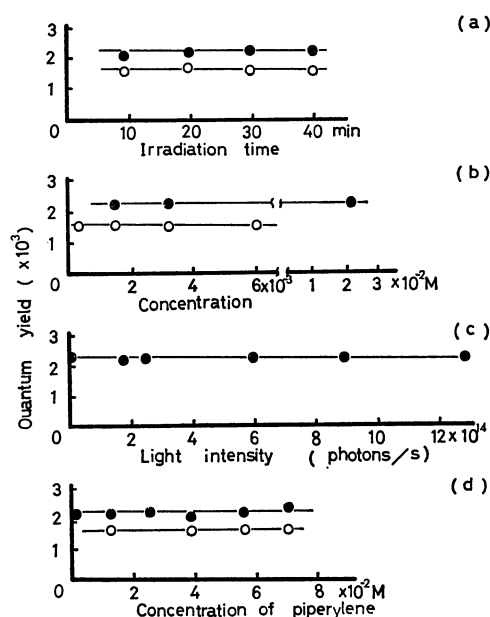 (a)
3
2
1
0
10 20 30 40 min
Irradiation time
(b)
3
2
1
0
2 4 6x10⁻³ 1 2 3 x10⁻²M
Concentration
Quantum yield ( x10³)
(c)
3
2
1
0
2 4 6 8 10 12x10¹⁴
Light intensity ( photons/s)
(d)
3
2
1
0
2 4 6 8 x10⁻²M
Concentration of piperylene